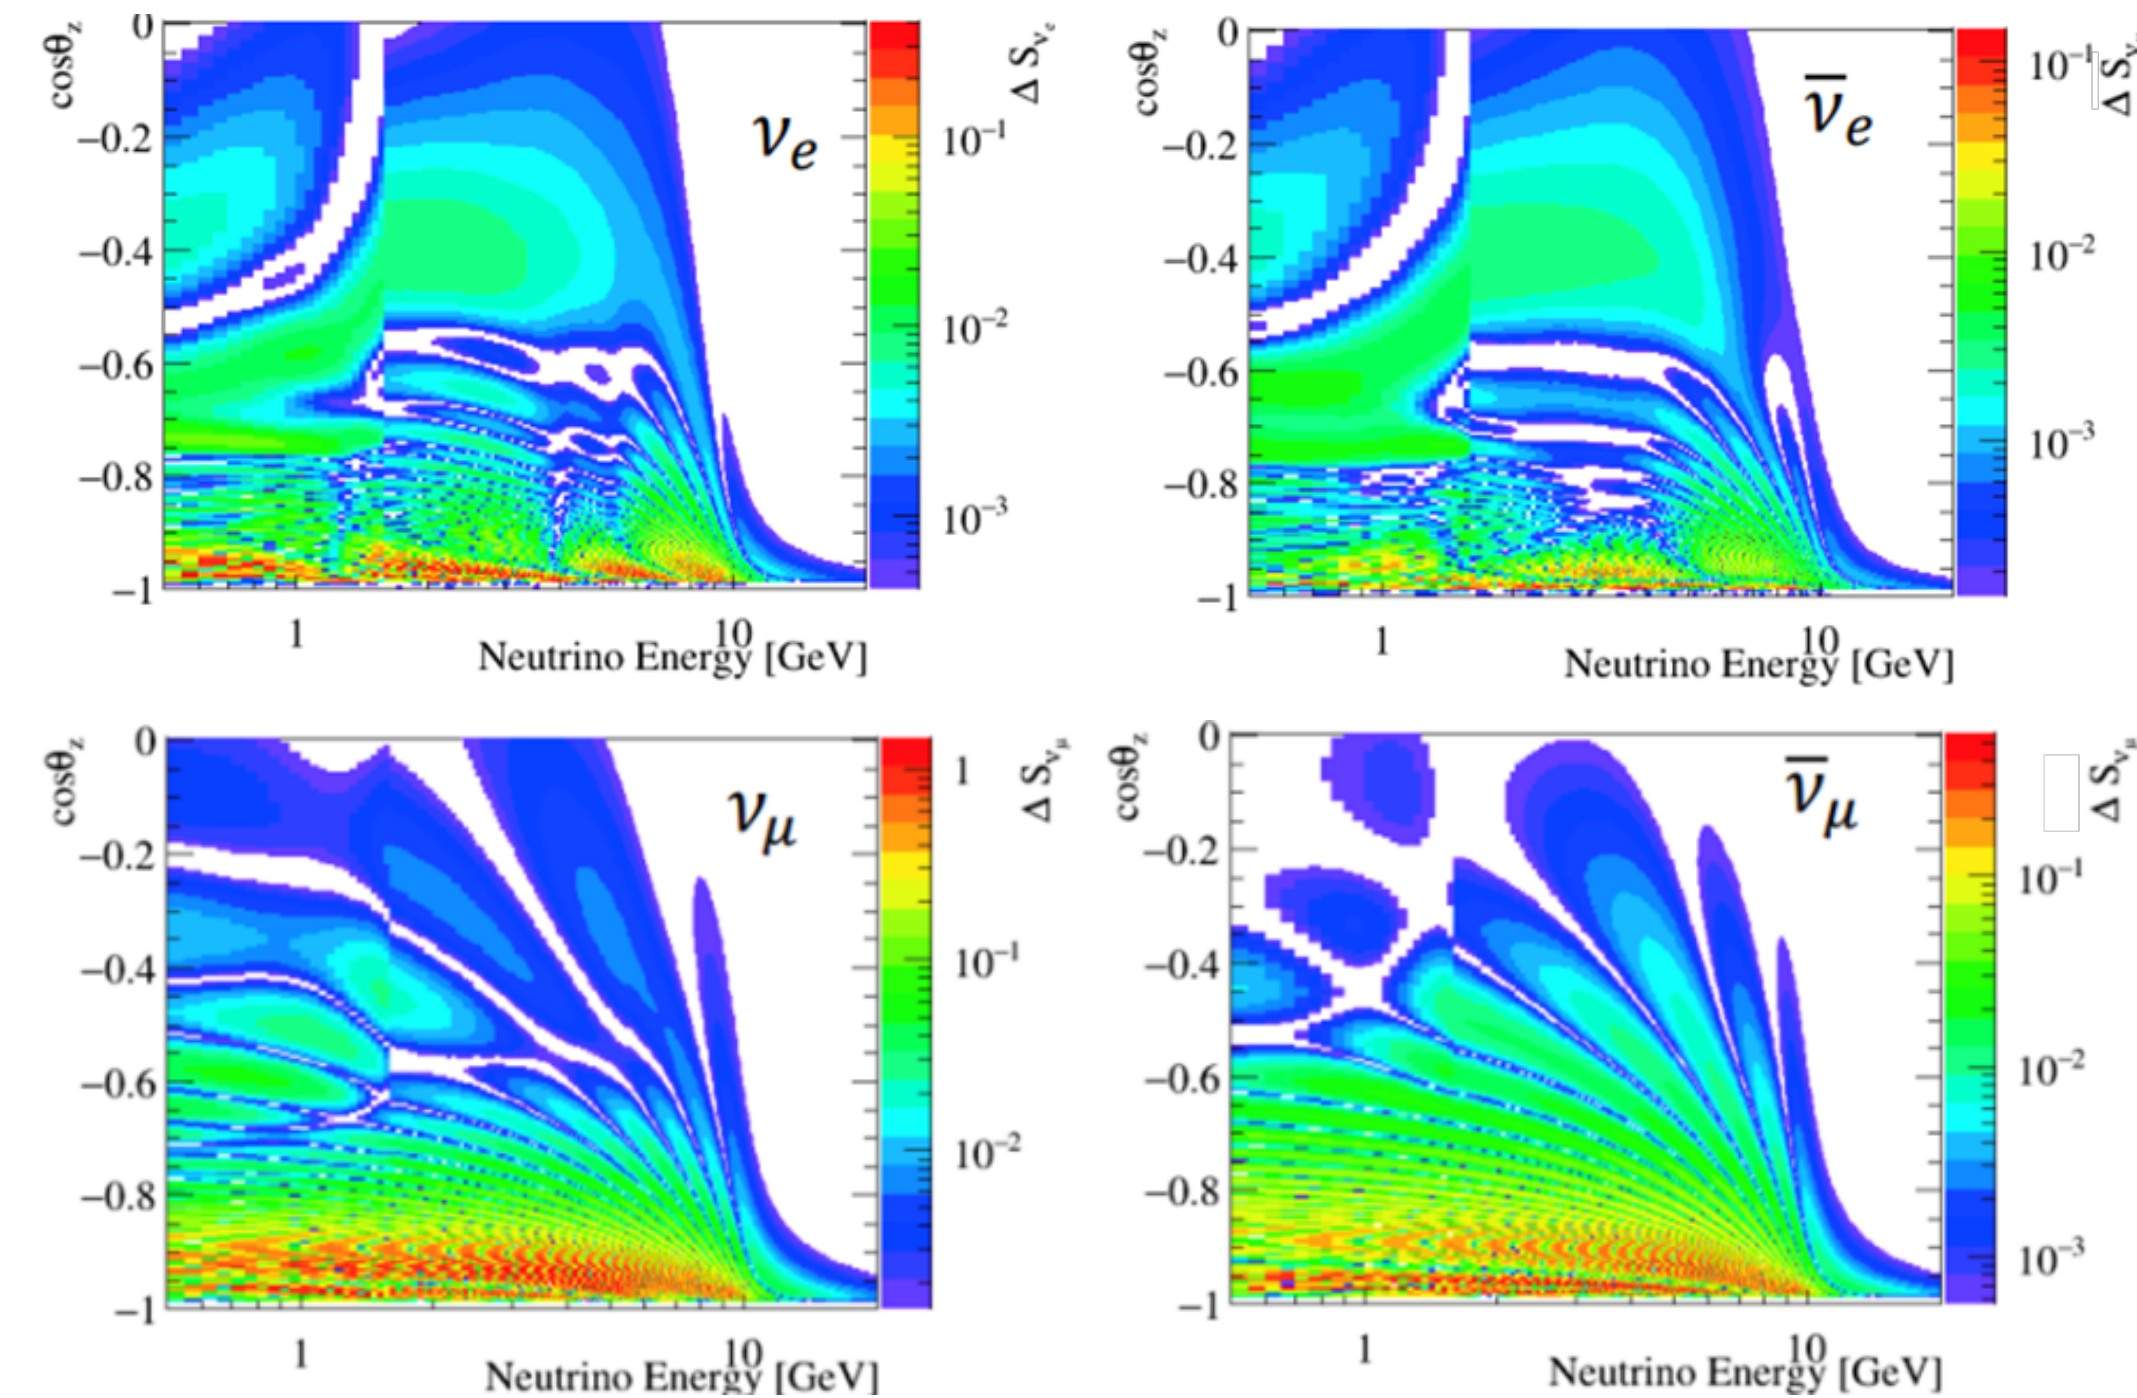 cosθz
0
−0.2
−0.4
−0.6
−0.8
−1
1
10
Neutrino Energy [GeV]
νe
10−1
10−2
10−3
Δ Sνe
cosθz
0
−0.2
−0.4
−0.6
−0.8
−1
1
10
Neutrino Energy [GeV]
ν̅e
10−1
10−2
10−3
Δ S
cosθz
0
−0.2
−0.4
−0.6
−0.8
−1
1
10
Neutrino Energy [GeV]
νμ
1
10−1
10−2
Δ Sνμ
cosθz
0
−0.2
−0.4
−0.6
−0.8
−1
1
10
Neutrino Energy [GeV]
ν̅μ
10−1
10−2
10−3
Δ Sνμ